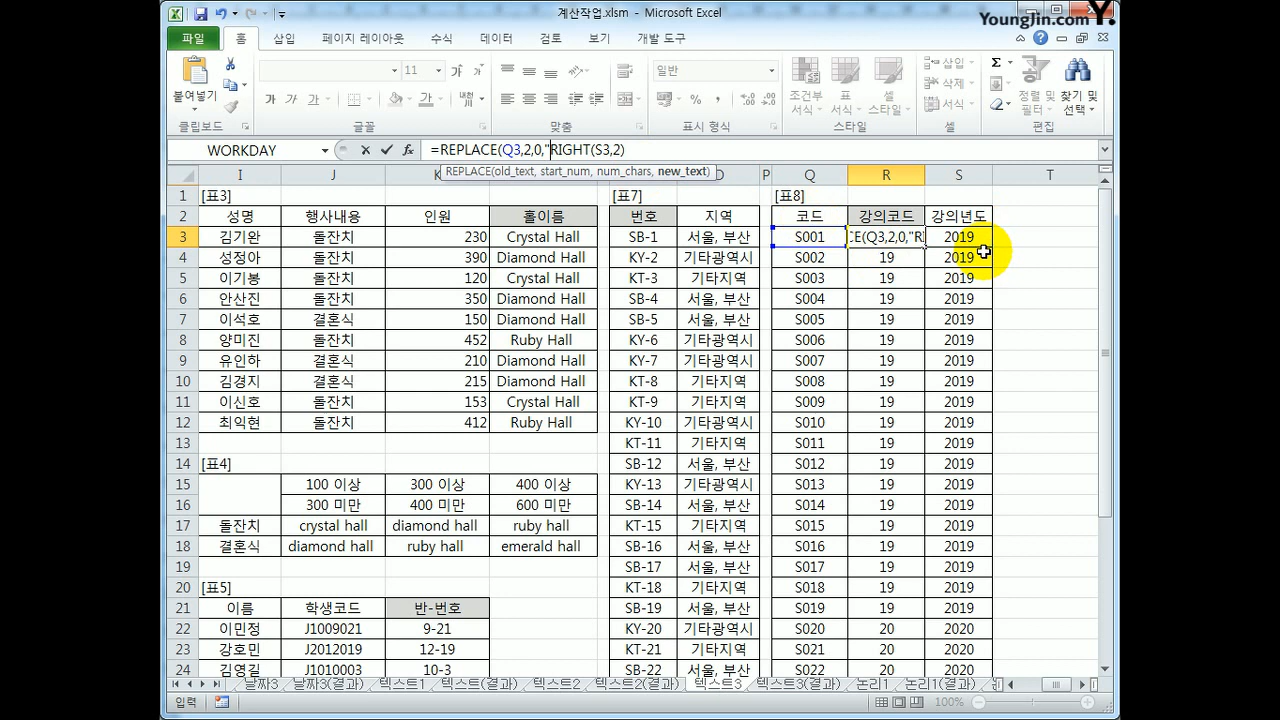 계산작업.xlsm - Microsoft Excel
YoungJin.com Y.
파일 홈 삽입 페이지 레이아웃 수식 데이터 검토 보기 개발 도구
붙여넣기 11 가 가 가 가 가 가 일반 % , 조건부 서식 표 서식 셀 스타일 삽입 삭제 서식 Σ 정렬 및 필터 찾기 및 선택
클립보드 글꼴 맞춤 표시 형식 스타일 셀 편집
WORKDAY fx =REPLACE(Q3,2,0,"RIGHT(S3,2)
REPLACE(old_text, start_num, num_chars, new_text)
I J K O P Q R S T
1 [표3] [표7] [표8]
2 성명 행사내용 인원 홀이름 번호 지역 코드 강의코드 강의년도
3 김기완 돌잔치 230 Crystal Hall SB-1 서울, 부산 S001 CE(Q3,2,0,"RI 2019
4 성정아 돌잔치 390 Diamond Hall KY-2 기타광역시 S002 19 2019
5 이기봉 돌잔치 120 Crystal Hall KT-3 기타지역 S003 19 2019
6 안산진 돌잔치 350 Diamond Hall SB-4 서울, 부산 S004 19 2019
7 이석호 결혼식 150 Diamond Hall SB-5 서울, 부산 S005 19 2019
8 양미진 돌잔치 452 Ruby Hall KY-6 기타광역시 S006 19 2019
9 유인하 결혼식 210 Diamond Hall KY-7 기타광역시 S007 19 2019
10 김경지 결혼식 215 Diamond Hall KT-8 기타지역 S008 19 2019
11 이신호 돌잔치 153 Crystal Hall KT-9 기타지역 S009 19 2019
12 최익현 돌잔치 412 Ruby Hall KY-10 기타광역시 S010 19 2019
13 KT-11 기타지역 S011 19 2019
14 [표4] SB-12 서울, 부산 S012 19 2019
15 100 이상 300 이상 400 이상 KY-13 기타광역시 S013 19 2019
16 300 미만 400 미만 600 미만 SB-14 서울, 부산 S014 19 2019
17 돌잔치 crystal hall diamond hall ruby hall KT-15 기타지역 S015 19 2019
18 결혼식 diamond hall ruby hall emerald hall SB-16 서울, 부산 S016 19 2019
19 SB-17 서울, 부산 S017 19 2019
20 [표5] KT-18 기타지역 S018 19 2019
21 이름 학생코드 반-번호 SB-19 서울, 부산 S019 19 2019
22 이민정 J1009021 9-21 KY-20 기타광역시 S020 20 2020
23 강호민 J2012019 12-19 KT-21 기타지역 S021 20 2020
24 김영길 J1010003 10-3 SB-22 서울, 부산 S022 20 2020
날짜3 날짜3(결과) 텍스트1 텍스트(결과) 텍스트2 텍스트2(결과) 텍스트3 텍스트3(결과) 논리1 논리1(결과)
입력 100%